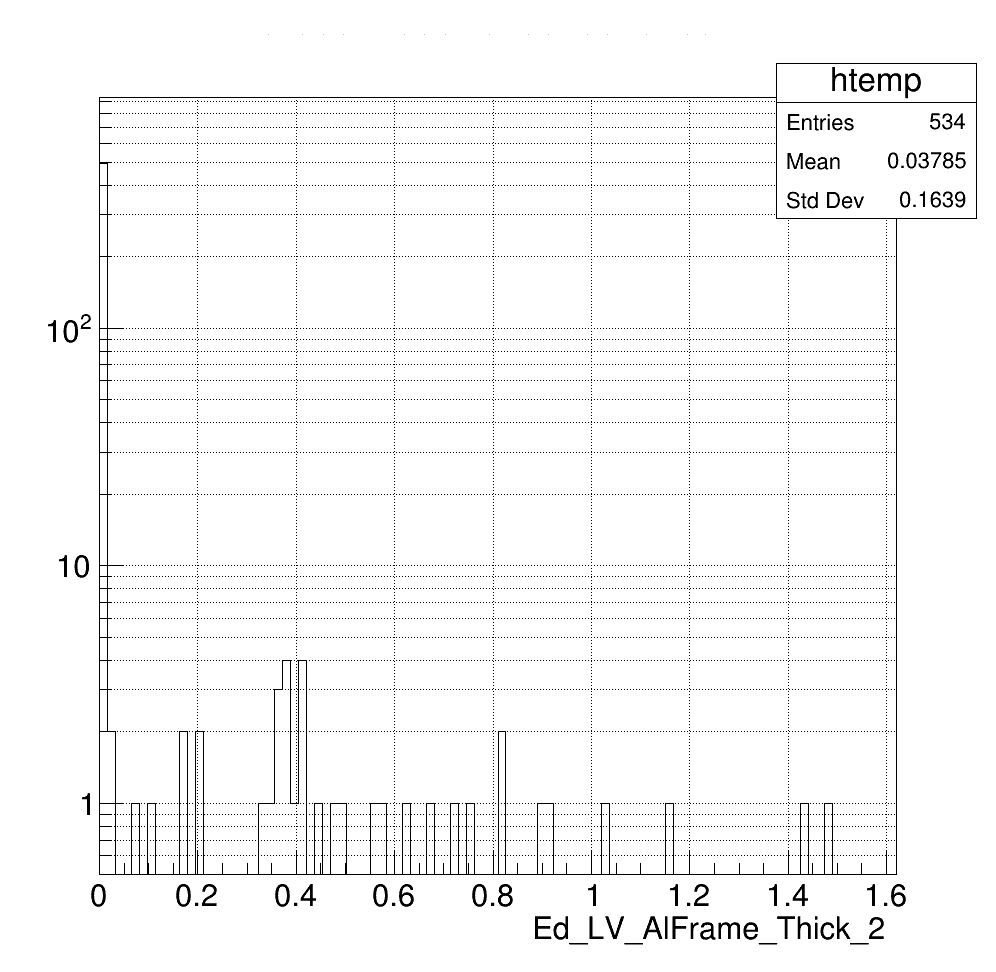 htemp
Entries 534
Mean 0.03785
Std Dev 0.1639
10²
10
1
0 0.2 0.4 0.6 0.8 1 1.2 1.4 1.6
Ed_LV_AlFrame_Thick_2